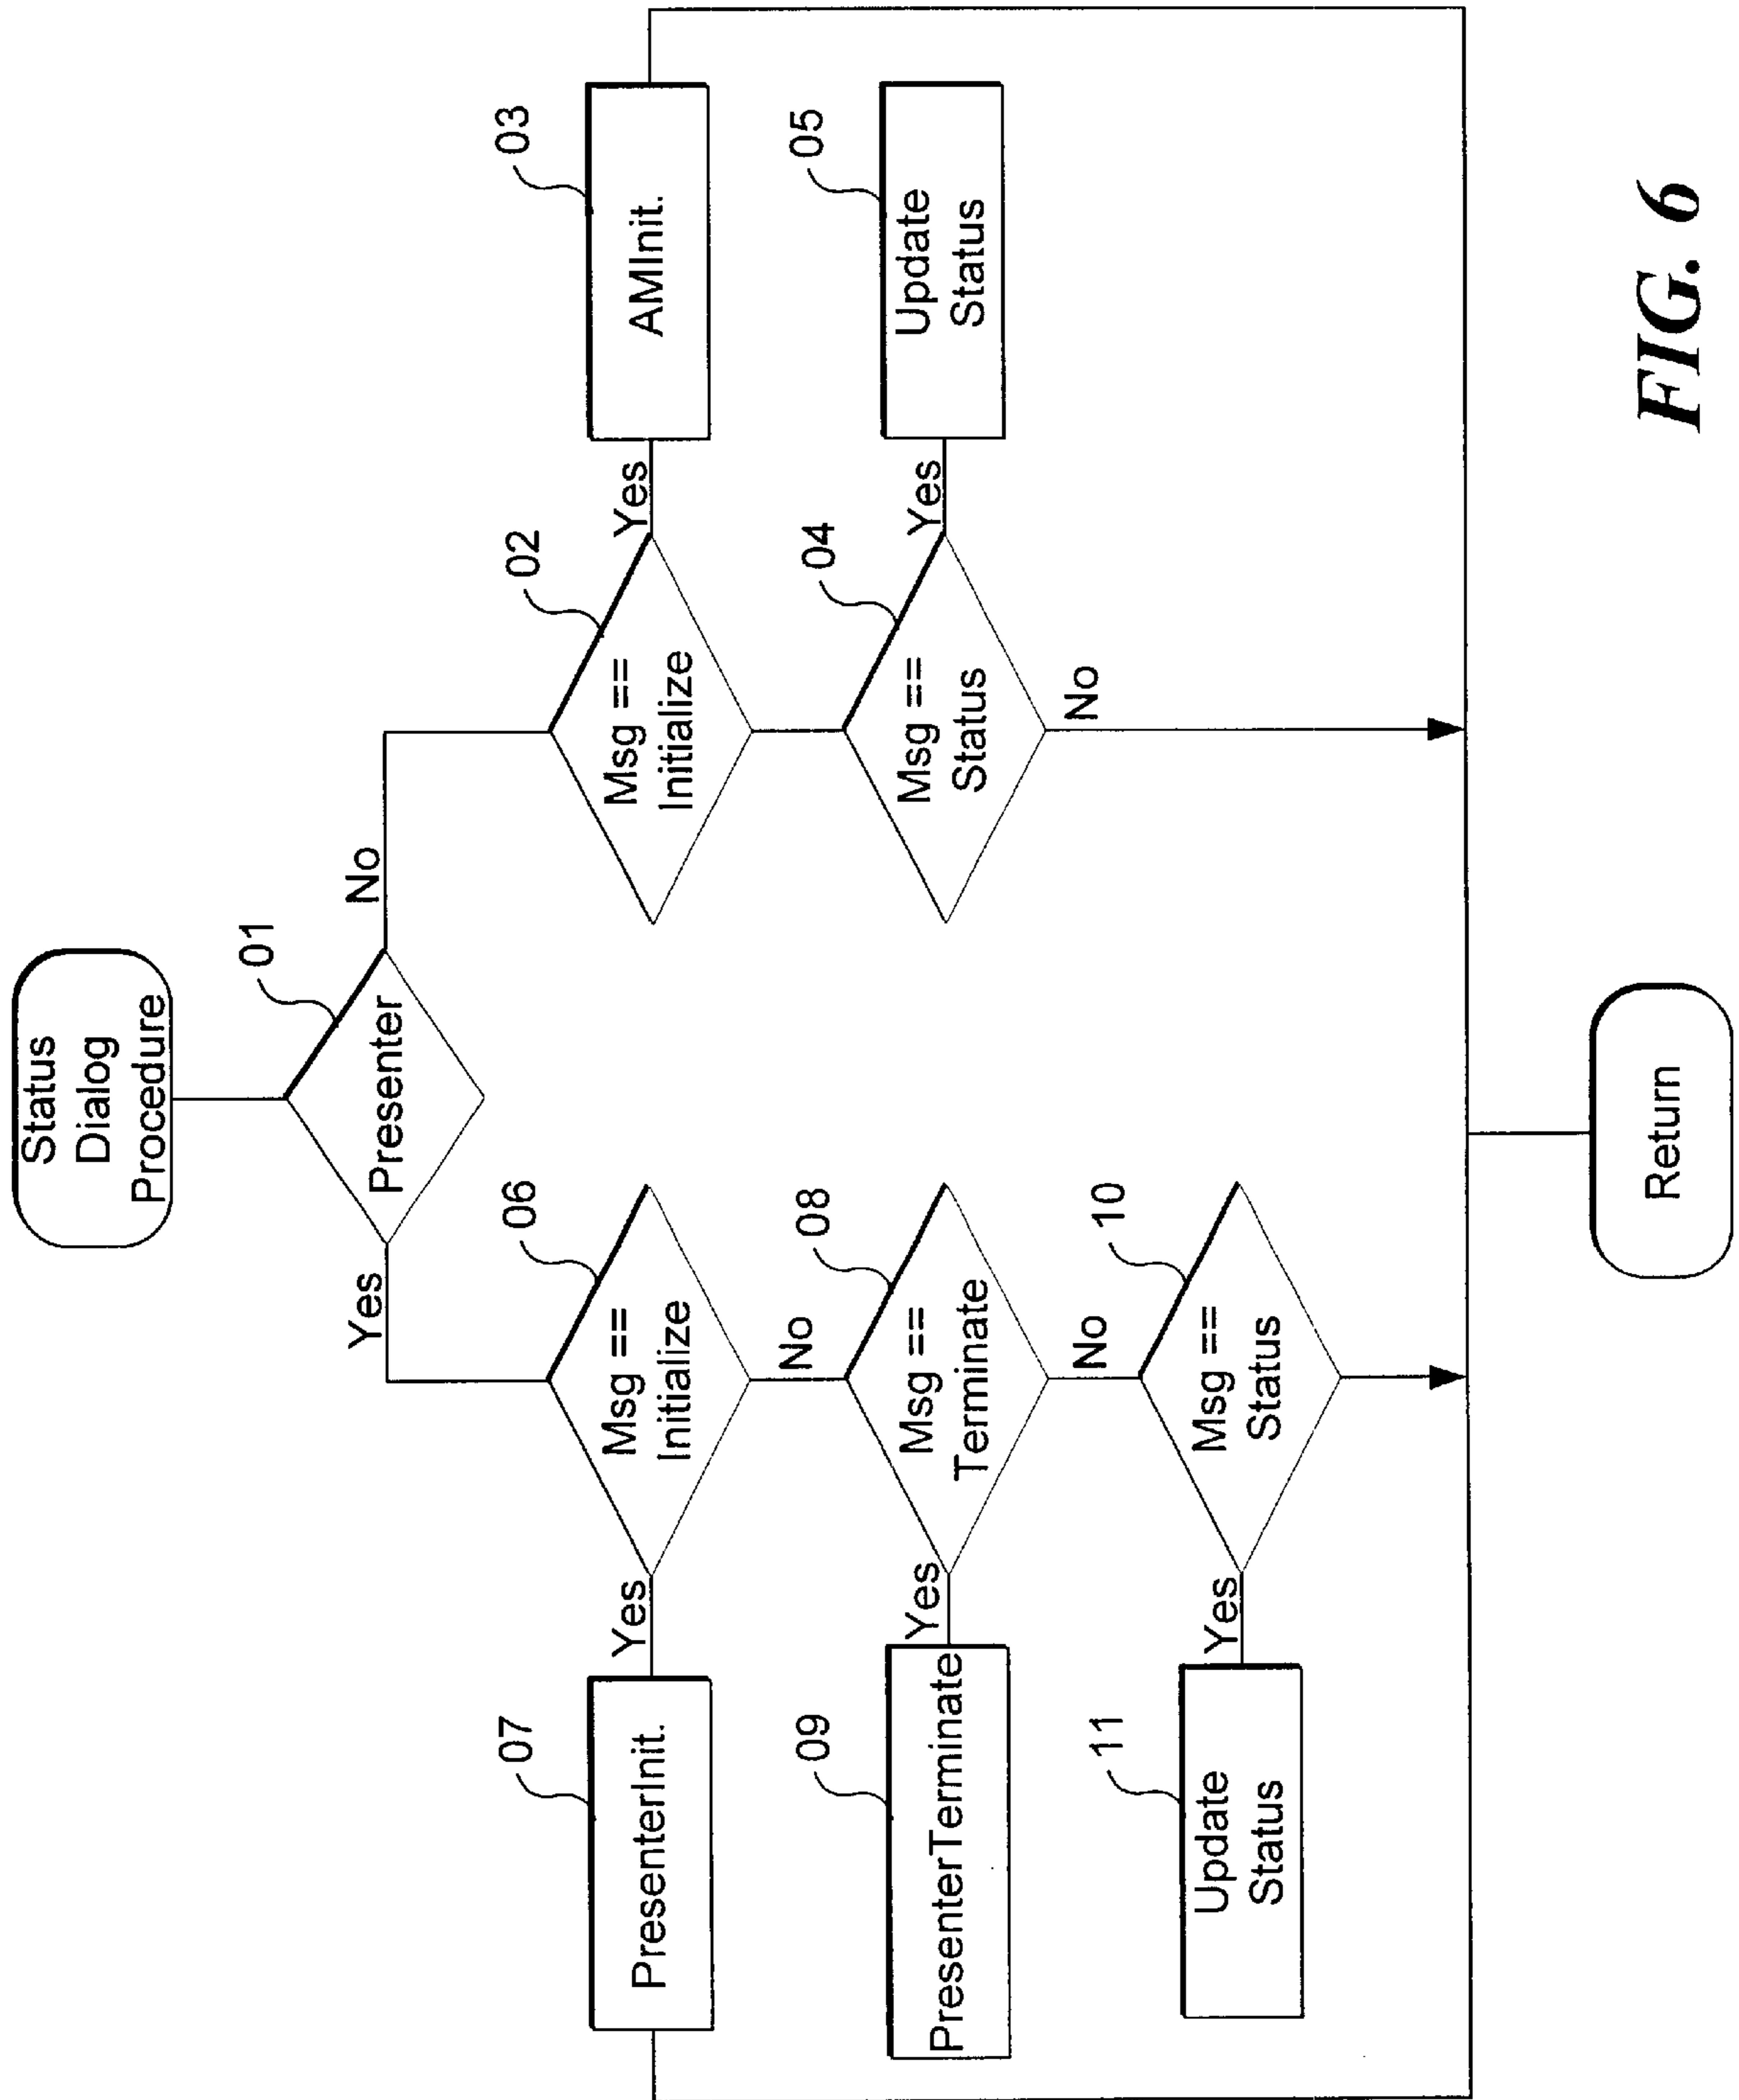 Status
Dialog
Procedure
01
Presenter
Yes
No
06
02
07
03
PresenterInit.
Yes
Msg ==
Initialize
Msg ==
Initialize
Yes
AMInit.
No
08
04
09
05
PresenterTerminate
Yes
Msg ==
Terminate
Msg ==
Status
Yes
Update
Status
No
No
10
11
Update
Status
Yes
Msg ==
Status
Return
FIG. 6